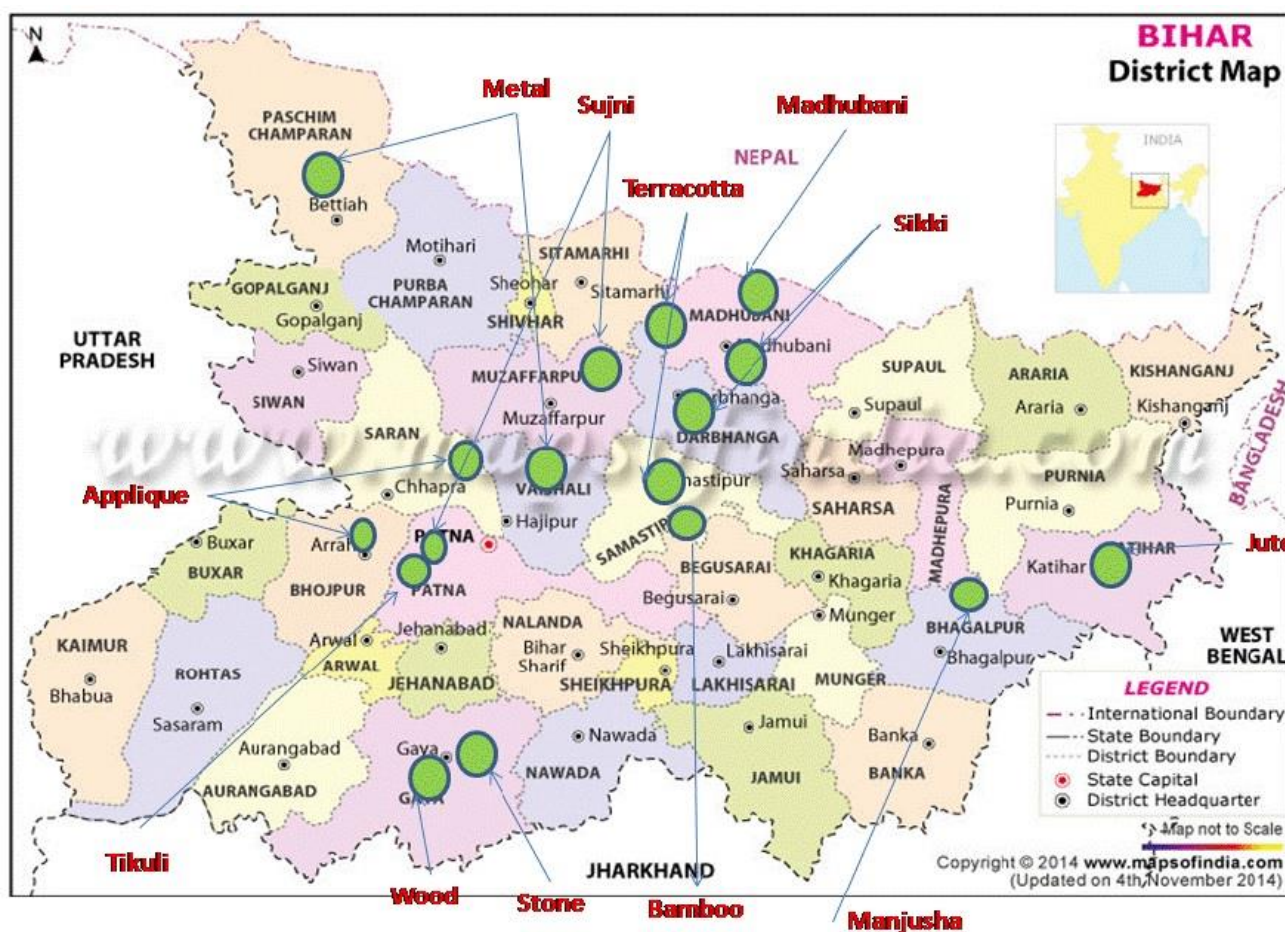 N
BIHAR
District Map
Metal
Sujni
Madhubani
PASCHIM
CHAMPARAN
NEPAL
INDIA
Terracotta
Sikki
Bettiah
Motihari
SITAMARHI
Sheohar
Sitamarhi
GOPALGANJ
Gopalganj
PURBA
CHAMPARAN
SHIVHAR
MADHUBANI
UTTAR
PRADESH
Siwan
SIWAN
MUZAFFARPU
Muzaffarpur
SUPAUL
Supaul
ARARIA
Araria
KISHANGANJ
Kishanganj
BANGLADESH
SARAN
DARBHANGA
www.mapsofindia.com
Madhepura
Saharsa
PURNIA
Purnia
Applique
Chhapra
VAISHALI
Hajipur
SAHARSA
MADHEPURA
Buxar
BUXAR
Arrah
PATNA
BHOJPUR
PATNA
BEGUSARAI
Begusarai
KHAGARIA
Khagaria
Katihar
Jute
KAIMUR
Bhabua
ROHTAS
Sasaram
Arwal
ARWAL
Jehanabad
JEHANABAD
NALANDA
Bihar
Sharif
Sheikhpura
SHEIKHPURA
Lakhisarai
LAKHISARAI
Munger
MUNGER
BHAGALPUR
Bhagalpur
WEST
BENGAL
Aurangabad
AURANGABAD
Gaya
Nawada
NAWADA
Jamui
JAMUI
Banka
BANKA
LEGEND
International Boundary
State Boundary
District Boundary
State Capital
District Headquarter
Map not to Scale
Copyright © 2014 www.mapsofindia.com
(Updated on 4th November 2014)
JHARKHAND
Tikuli
Wood
Stone
Bamboo
Manjusha